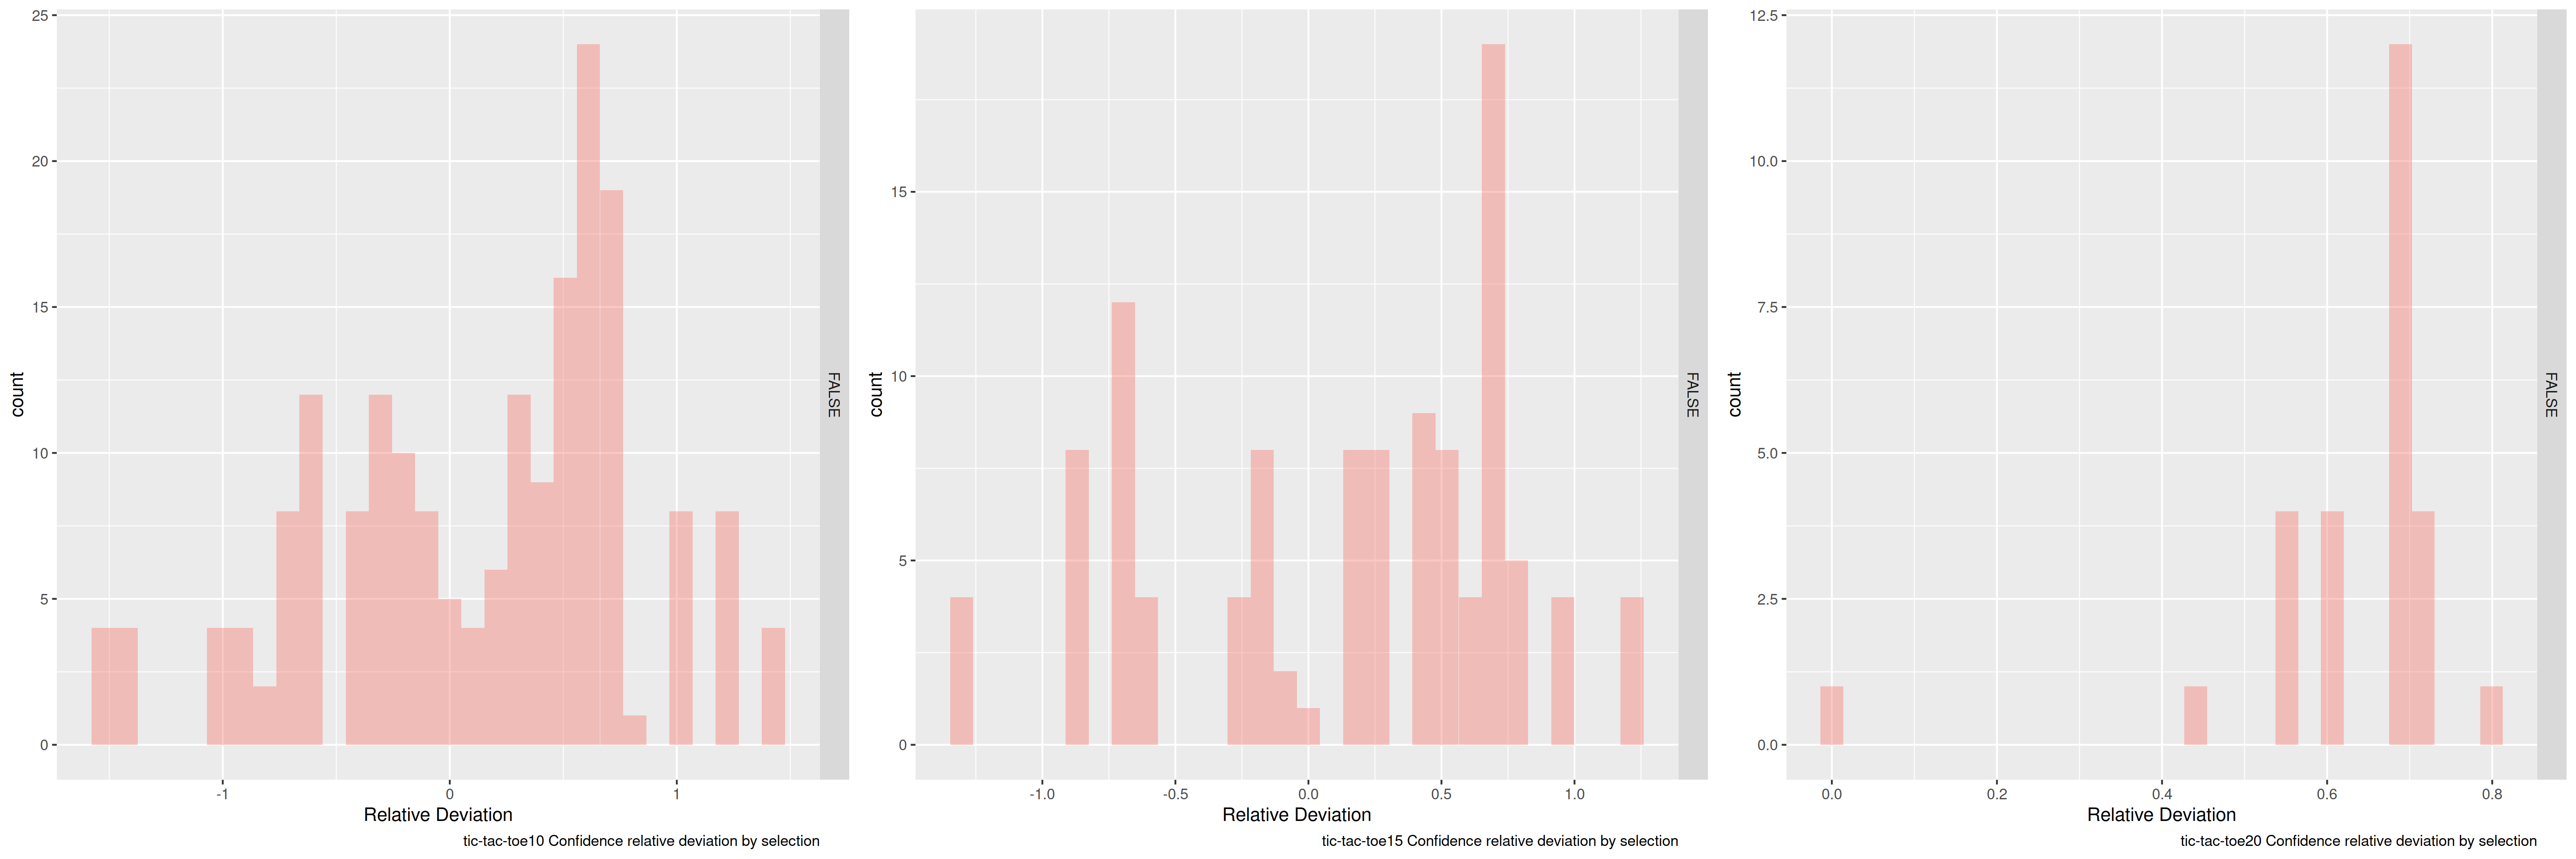 25
20
15
10
5
0
count
-1
0
1
Relative Deviation
tic-tac-toe10 Confidence relative deviation by selection
FALSE
15
10
5
0
count
-1.0
-0.5
0.0
0.5
1.0
Relative Deviation
tic-tac-toe15 Confidence relative deviation by selection
FALSE
12.5
10.0
7.5
5.0
2.5
0.0
count
0.0
0.2
0.4
0.6
0.8
Relative Deviation
tic-tac-toe20 Confidence relative deviation by selection
FALSE